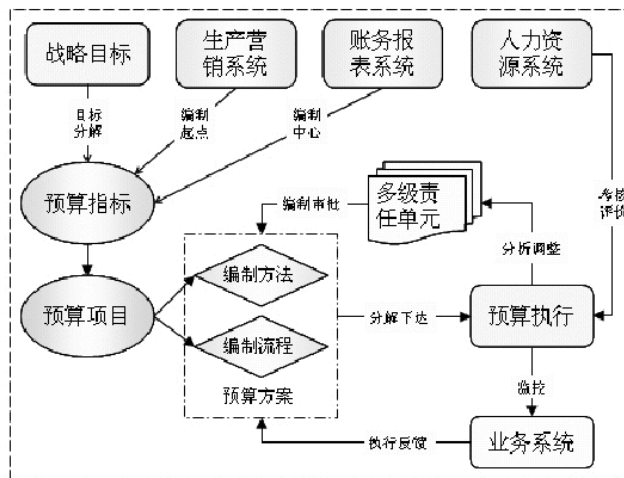 战略目标
生产营
销系统
账务报
表系统
人力资
源系统
目标
分解
编制
起点
编制
中心
考核
评价
预算指标
编制审批
多级责
任单元
分析调整
预算项目
编制方法
编制流程
预算方案
分解下达
预算执行
监控
执行反馈
业务系统